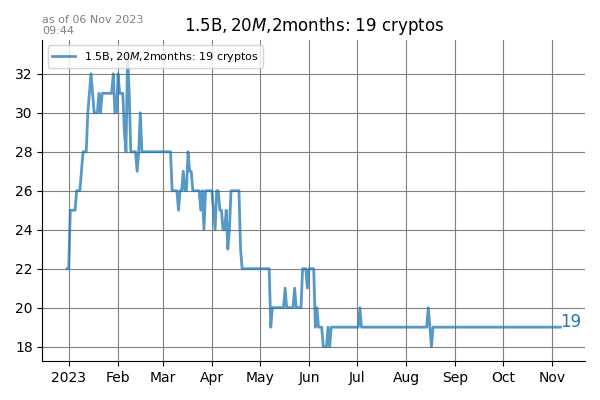 as of 06 Nov 2023
09:44
1.5B, 20M,2months: 19 cryptos
1.5B, 20M,2months: 19 cryptos
32
30
28
26
24
22
20
18
19
2023 Feb Mar Apr May Jun Jul Aug Sep Oct Nov